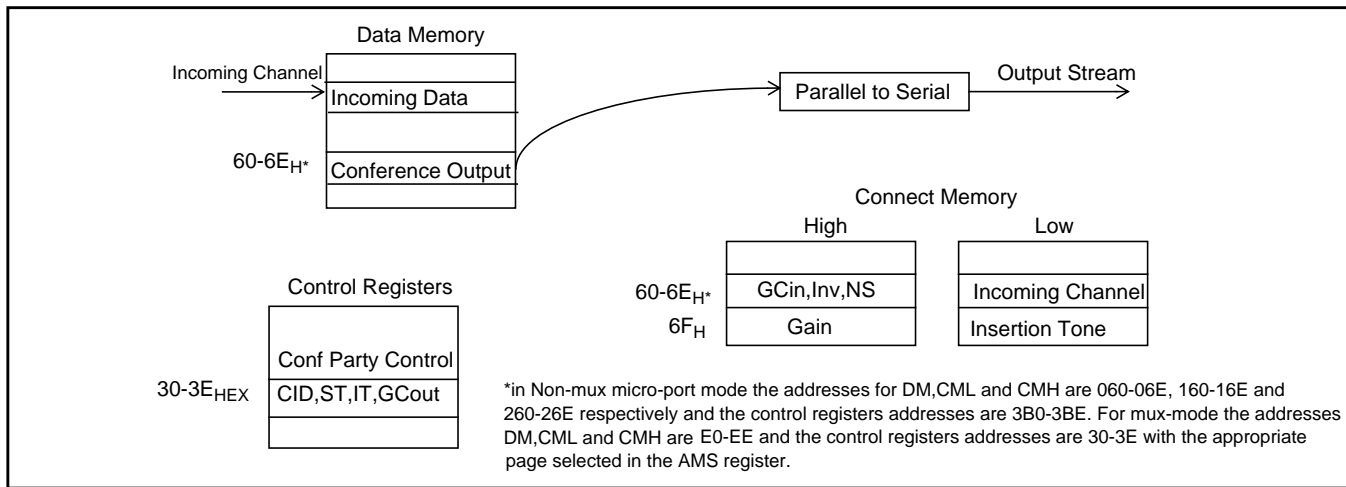 Data Memory
Incoming Channel
Incoming Data
60-6EH*
Conference Output
Parallel to Serial
Output Stream
Connect Memory
High
Low
60-6EH*
GCin,Inv,NS
Incoming Channel
6FH
Gain
Insertion Tone
Control Registers
Conf Party Control
30-3EHEX
CID,ST,IT,GCout
*in Non-mux micro-port mode the addresses for DM,CML and CMH are 060-06E, 160-16E and
260-26E respectively and the control registers addresses are 3B0-3BE. For mux-mode the addresses
DM,CML and CMH are E0-EE and the control registers addresses are 30-3E with the appropriate
page selected in the AMS register.